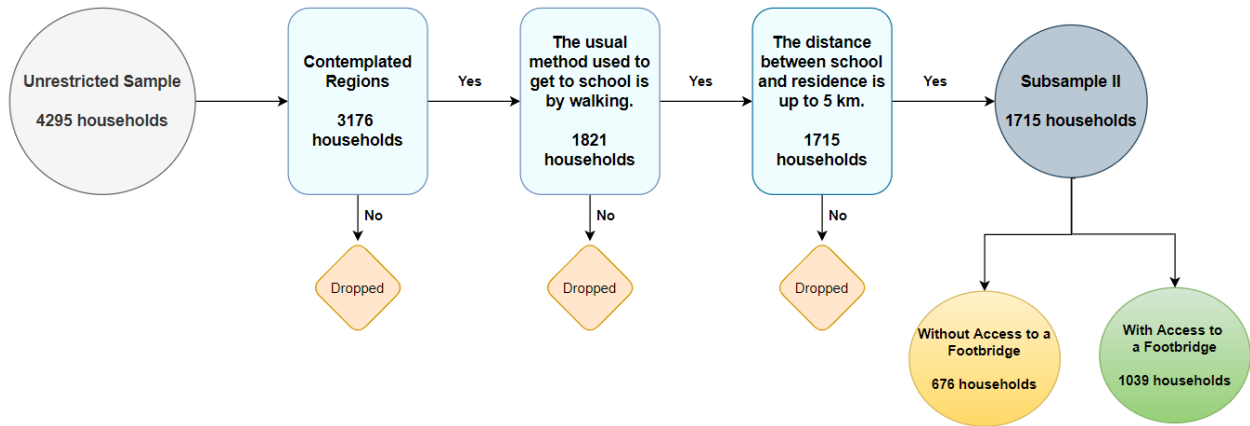 Unrestricted Sample
4295 households
Contemplated
Regions
3176
households
Yes
No
Dropped
The usual
method used to
get to school is
by walking.
1821
households
Yes
No
Dropped
The distance
between school
and residence is
up to 5 km.
1715
households
Yes
No
Dropped
Subsample II
1715 households
Without Access to a
Footbridge
676 households
With Access to
a Footbridge
1039 households